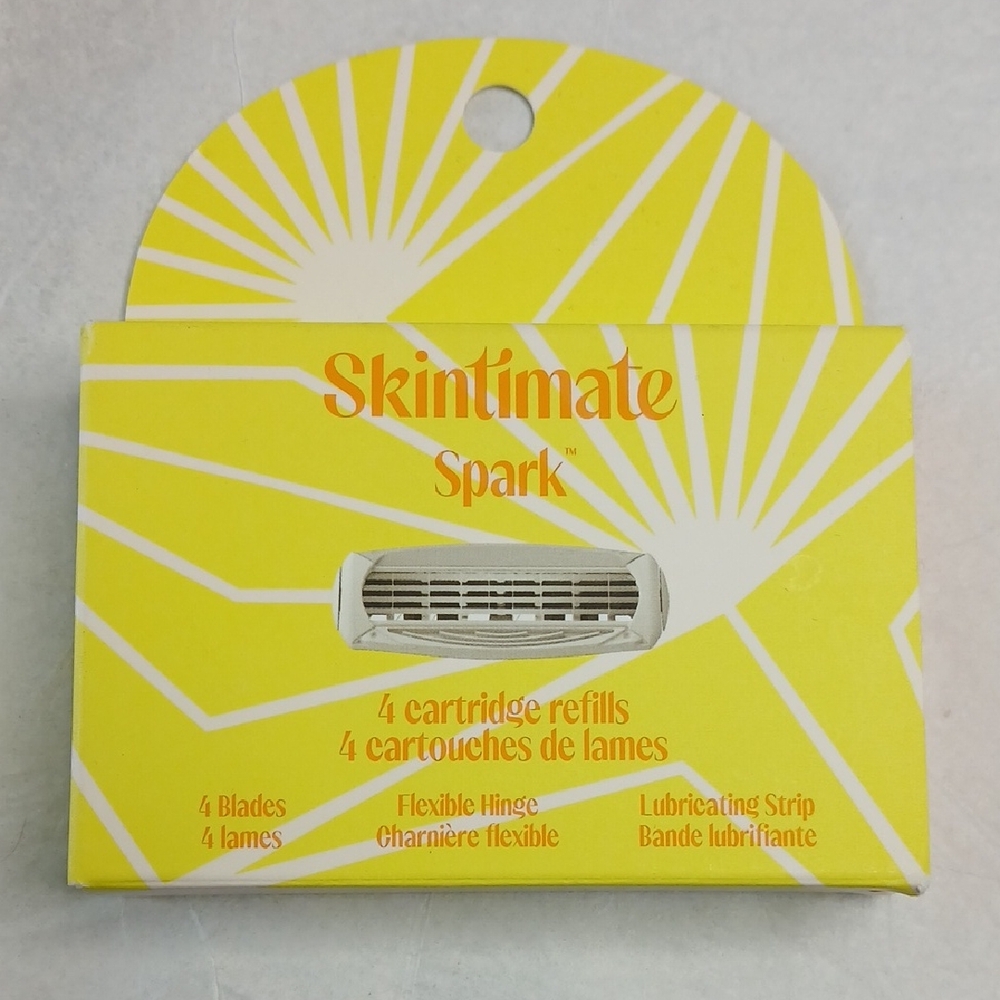 Skintimate
Spark™
4 cartridge refills
4 cartouches de lames
4 Blades
4 lames
Flexible Hinge
Charnière flexible
Lubricating Strip
Bande lubrifiante